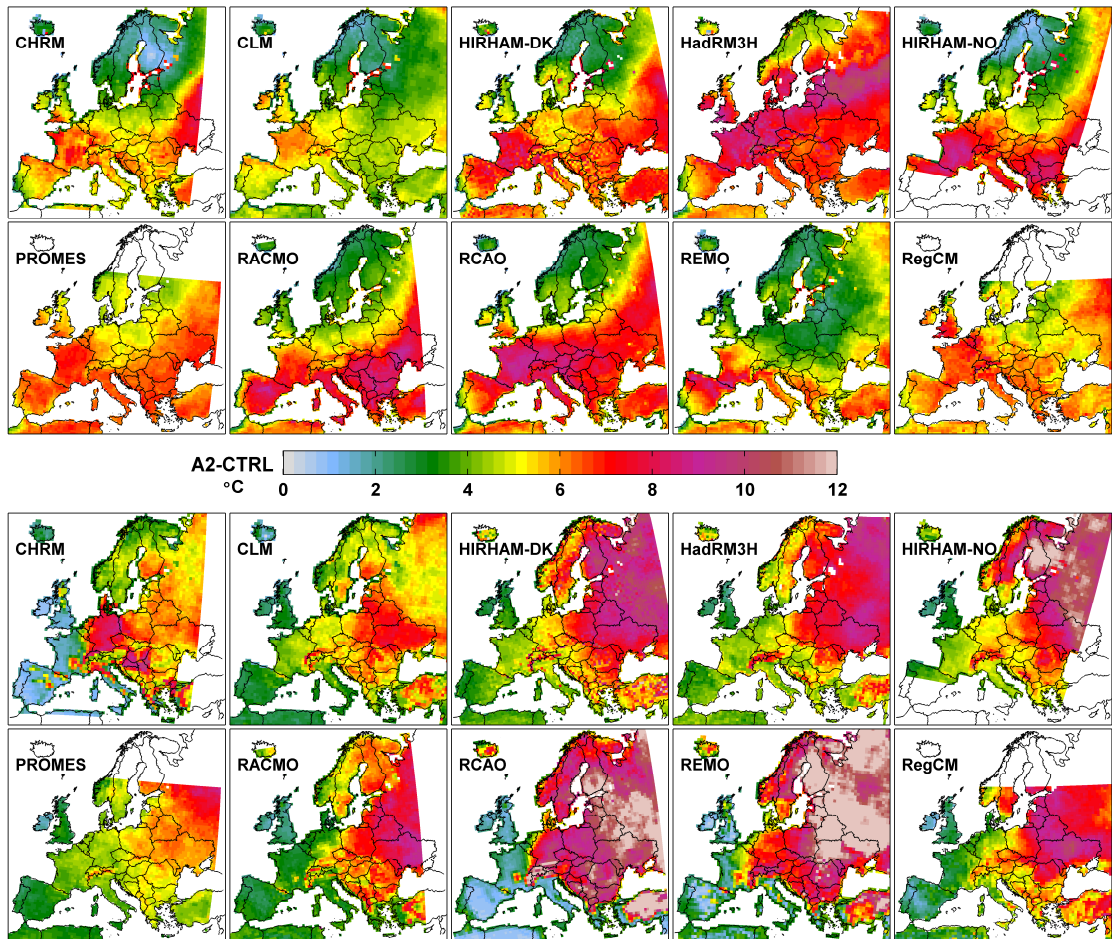 CHRM CLM HIRHAM-DK HadRM3H HIRHAM-NO
PROMES RACMO RCAO REMO RegCM
A2-CTRL
°C 0 2 4 6 8 10 12
CHRM CLM HIRHAM-DK HadRM3H HIRHAM-NO
PROMES RACMO RCAO REMO RegCM